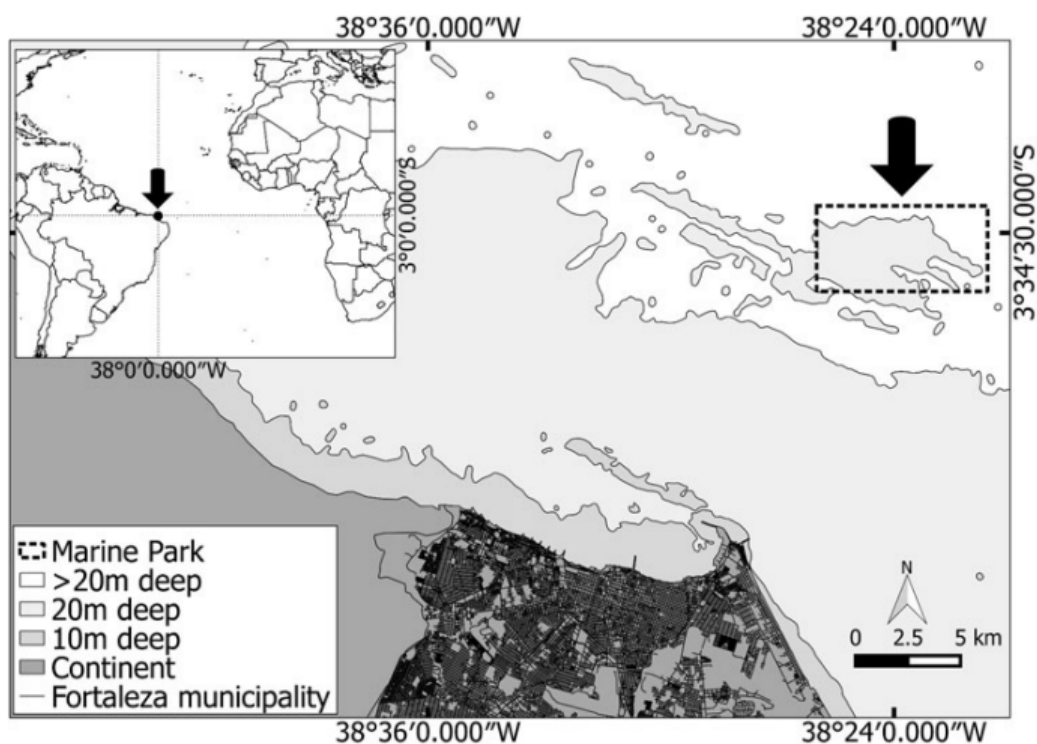 38°36′0.000″W
38°24′0.000″W
3°0′0.000″S
3°34′30.000″S
38°0′0.000″W
Marine Park
>20m deep
20m deep
10m deep
Continent
Fortaleza municipality
N
0 2.5 5 km
38°36′0.000″W
38°24′0.000″W